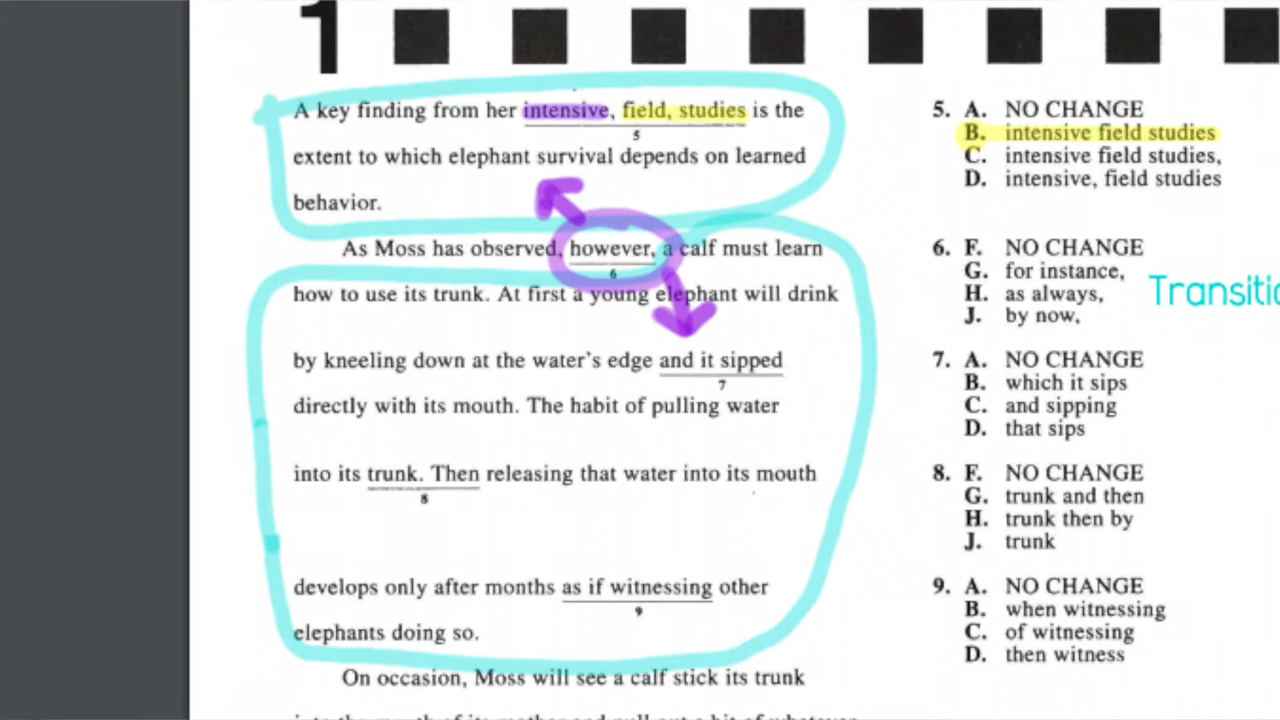 1
A key finding from her intensive, field, studies is the
5
extent to which elephant survival depends on learned
behavior.
As Moss has observed, however, a calf must learn
6
how to use its trunk. At first a young elephant will drink
by kneeling down at the water's edge and it sipped
7
directly with its mouth. The habit of pulling water
into its trunk. Then releasing that water into its mouth
8
develops only after months as if witnessing other
9
elephants doing so.
On occasion, Moss will see a calf stick its trunk
5. A. NO CHANGE
B. intensive field studies
C. intensive field studies,
D. intensive, field studies
6. F. NO CHANGE
G. for instance,
H. as always,
J. by now,
7. A. NO CHANGE
B. which it sips
C. and sipping
D. that sips
8. F. NO CHANGE
G. trunk and then
H. trunk then by
J. trunk
9. A. NO CHANGE
B. when witnessing
C. of witnessing
D. then witness